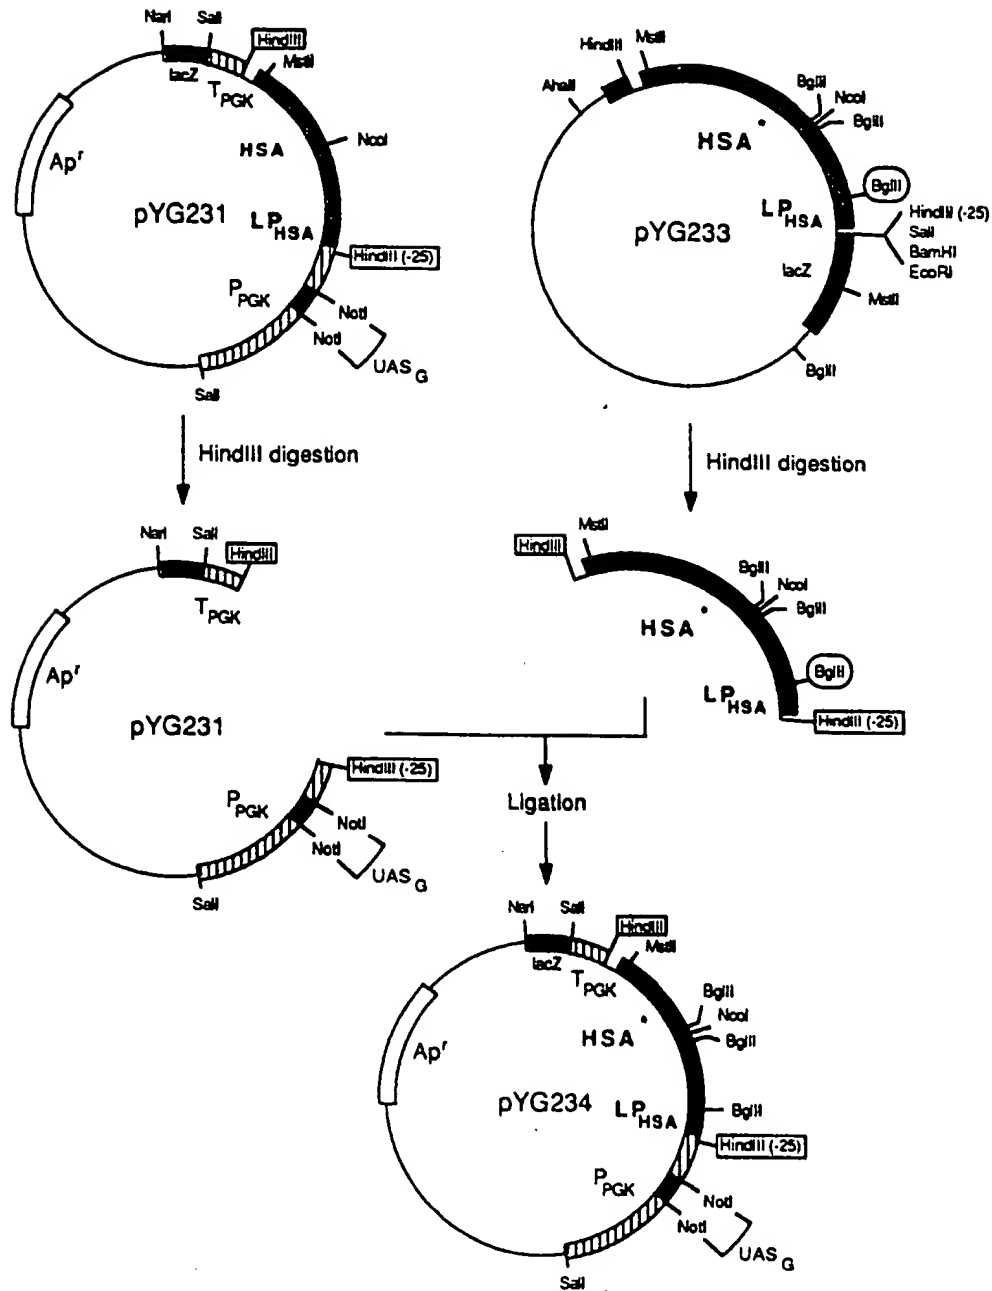 NarI SalI HindIII
MstII
lacZ
TPGK
NcoI
HSA
Apr
pYG231
LPHSA
HindIII (-25)
PPGK
NotI
NotI
UASG
SalI
HindIII MstII
AhaII
BglII
NcoI
BglII
HSA*
BglII
LPHSA
HindIII (-25)
SalI
BamHI
EcoRI
pYG233
lacZ
MstII
BglII
HindIII digestion
HindIII digestion
NarI SalI HindIII
TPGK
Apr
pYG231
HindIII (-25)
PPGK
NotI
NotI
UASG
SalI
MstII
HindIII
BglII
NcoI
BglII
HSA*
BglII
LPHSA
HindIII (-25)
Ligation
NarI SalI HindIII
MstII
lacZ
TPGK
BglII
NcoI
BglII
HSA*
Apr
pYG234
LPHSA
BglII
HindIII (-25)
PPGK
NotI
NotI
UASG
SalI